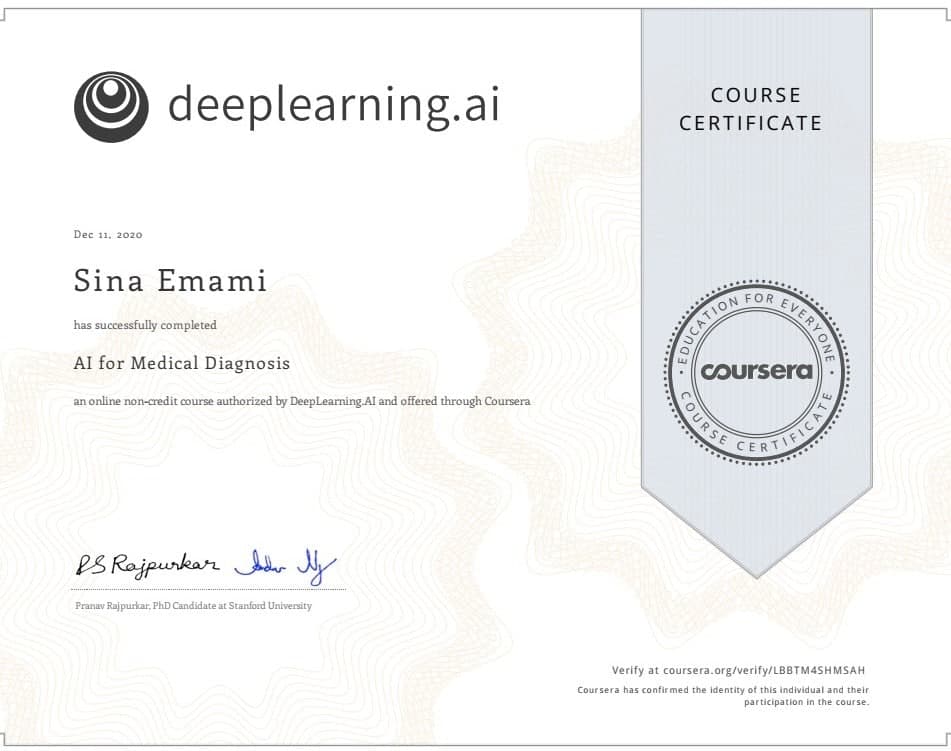 deeplearning.ai
COURSE
CERTIFICATE
Dec 11, 2020
Sina Emami
has successfully completed
AI for Medical Diagnosis
an online non-credit course authorized by DeepLearning.AI and offered through Coursera
EDUCATION FOR EVERYONE
coursera
COURSE CERTIFICATE
PS Rajpurkar
Pranav Rajpurkar, PhD Candidate at Stanford University
Verify at coursera.org/verify/LBBTM4SHMSAH
Coursera has confirmed the identity of this individual and their
participation in the course.